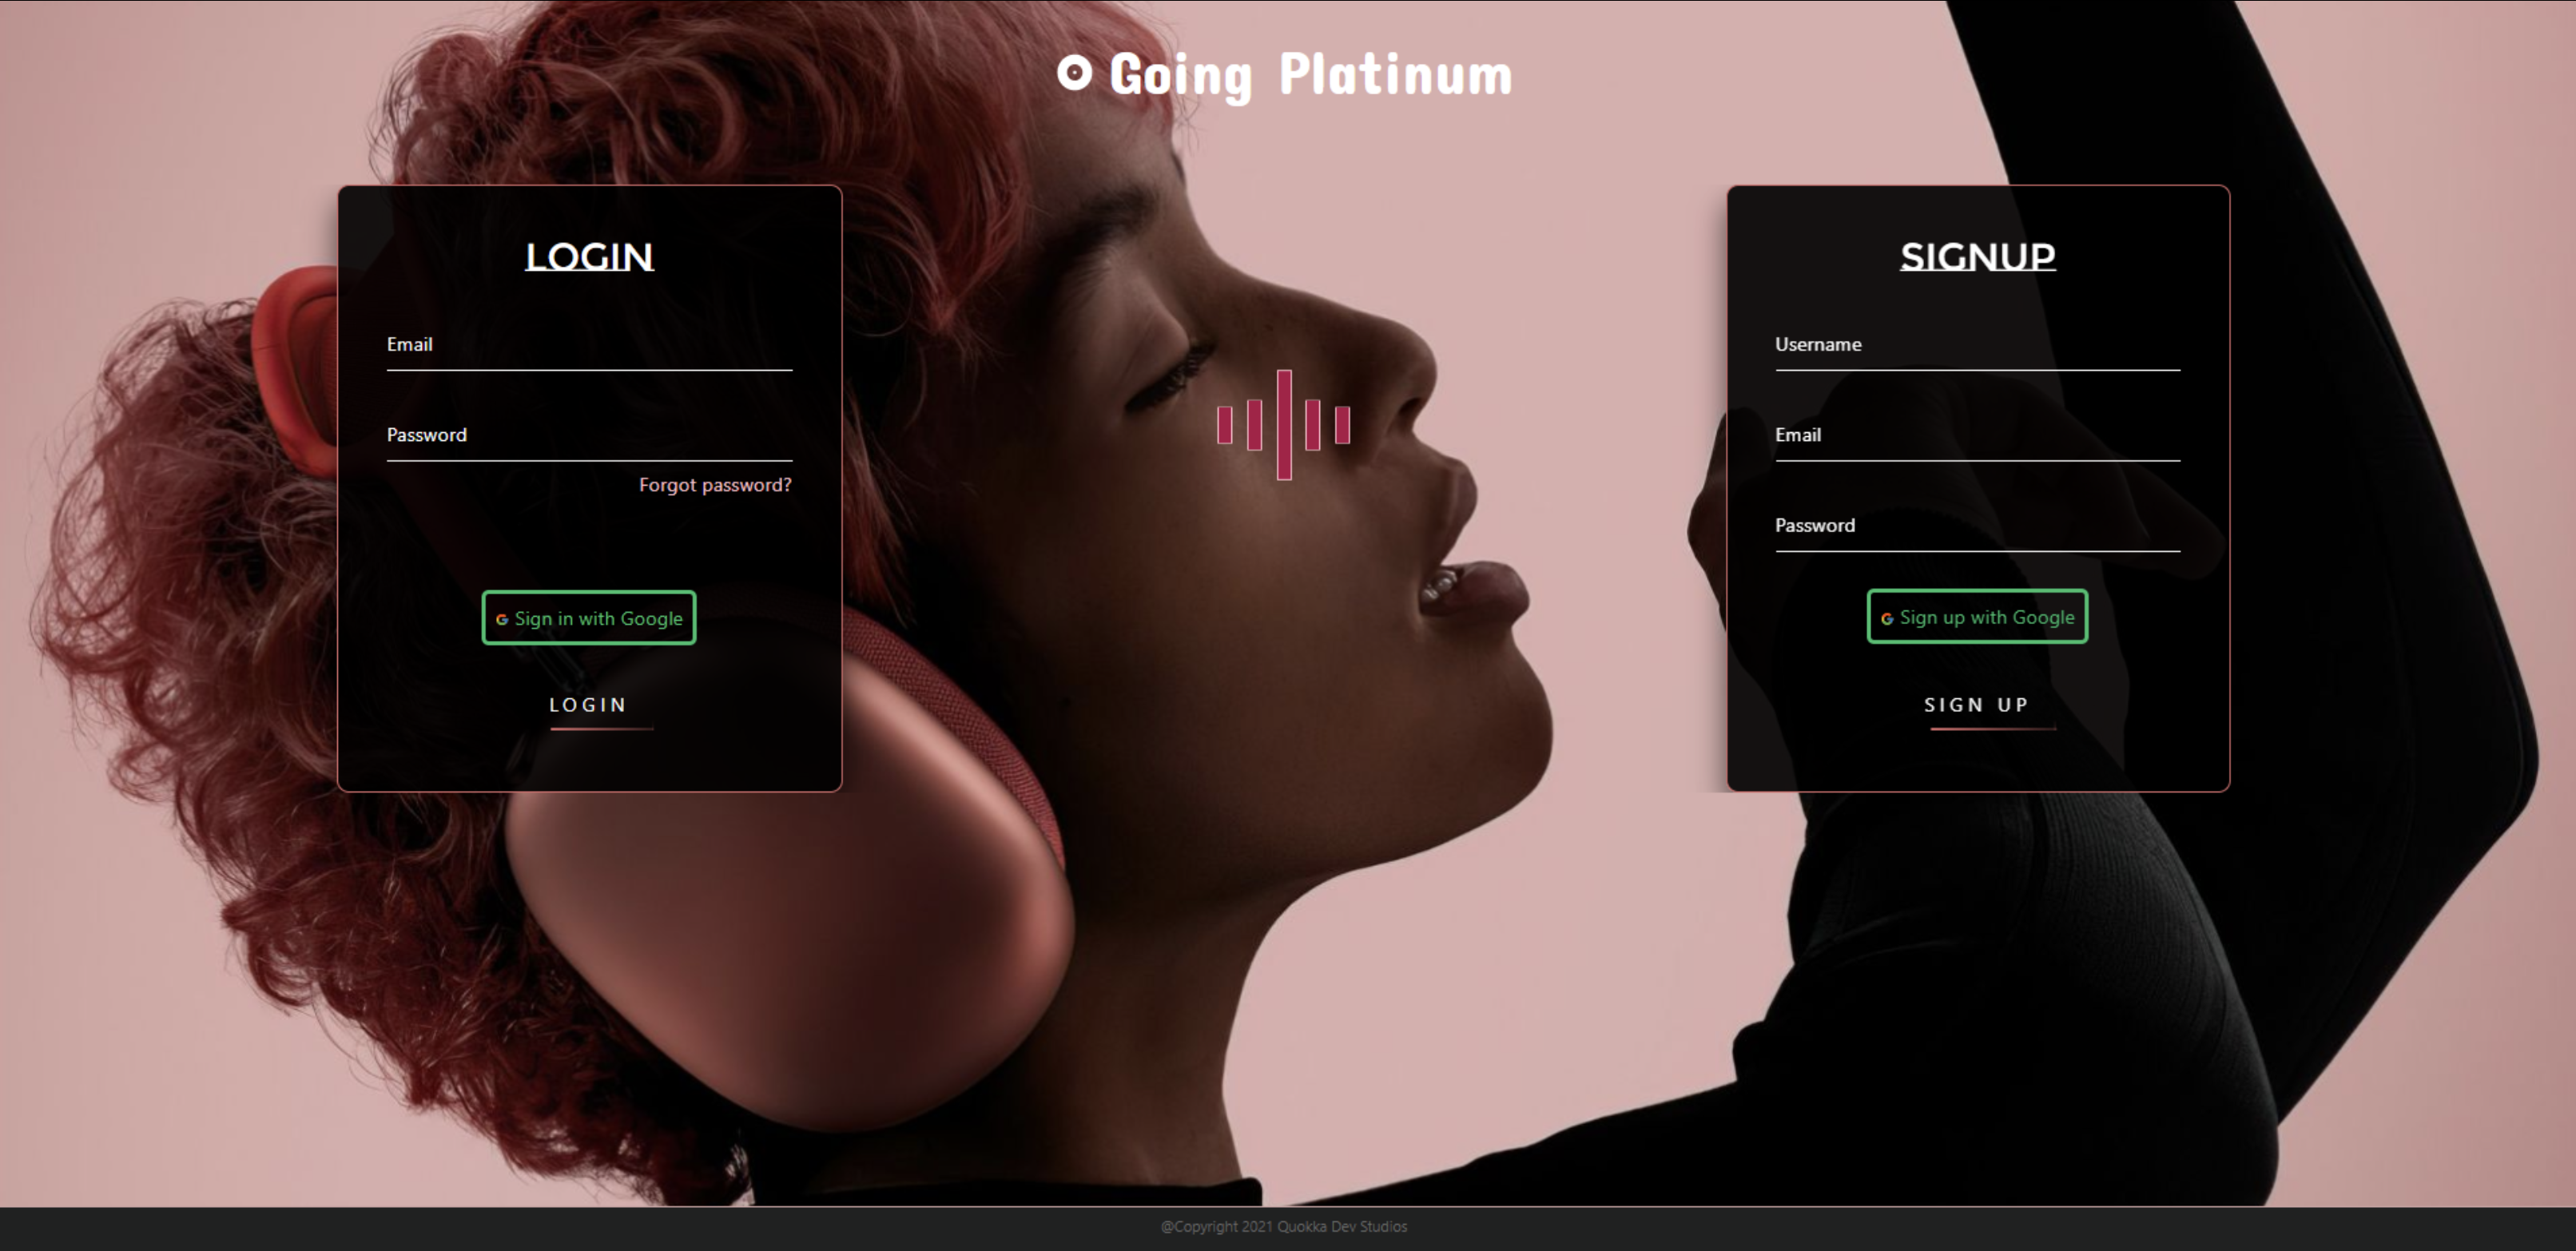 Going Platinum
LOGIN
Email
Password
Forgot password?
Sign in with Google
LOGIN
SIGNUP
Username
Email
Password
Sign up with Google
SIGN UP
@Copyright 2021 Quokka Dev Studios